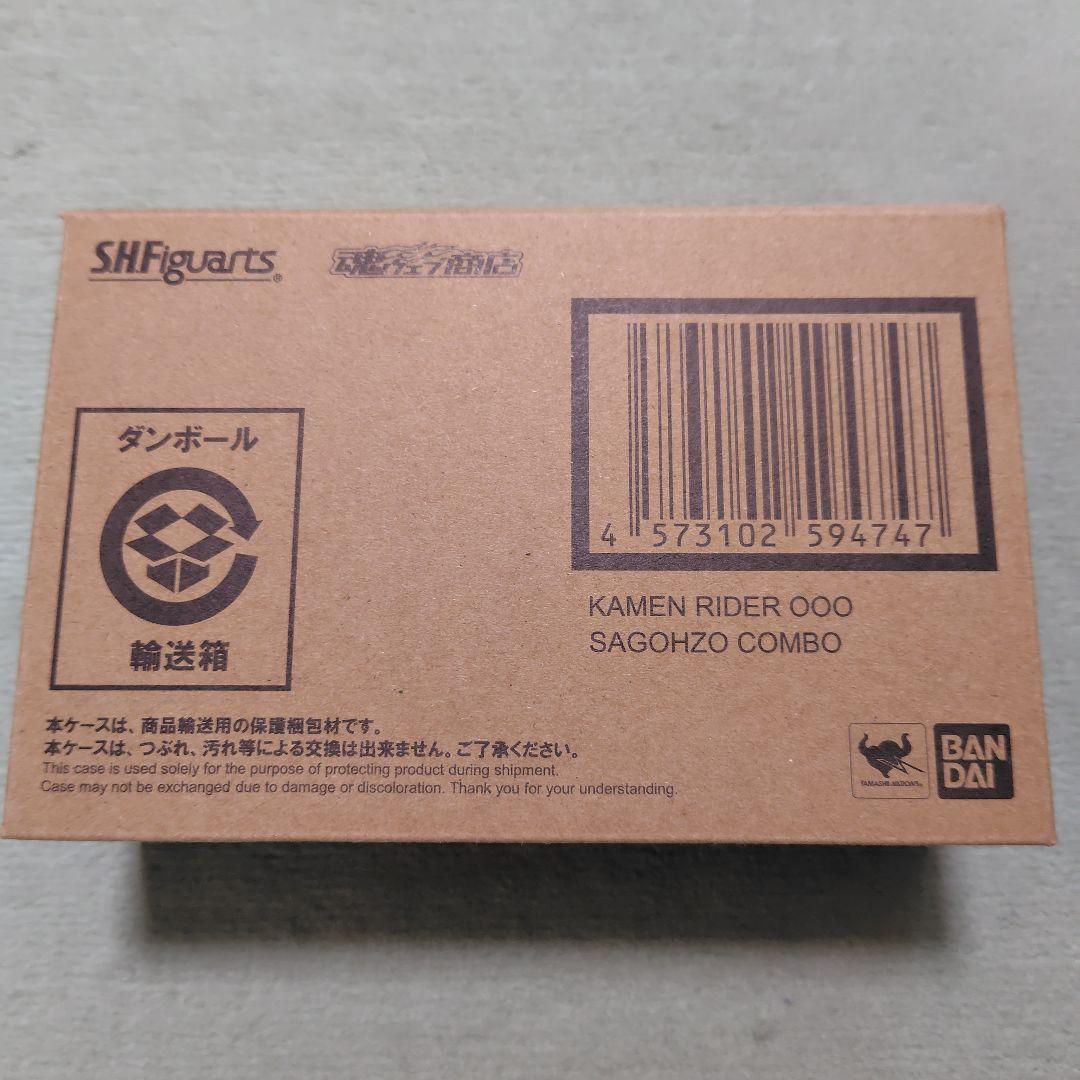 S.H.Figuarts®
魂ウェブ商店
4 573102 594747
KAMEN RIDER OOO
SAGOHZO COMBO
ダンボール
輸送箱
本ケースは、商品輸送用の保護梱包材です。
本ケースは、つぶれ、汚れ等による交換は出来ません。ご了承ください。
This case is used solely for the purpose of protecting product during shipment.
Case may not be exchanged due to damage or discoloration. Thank you for your understanding.
TAMASHII NATIONS
BAN
DAI